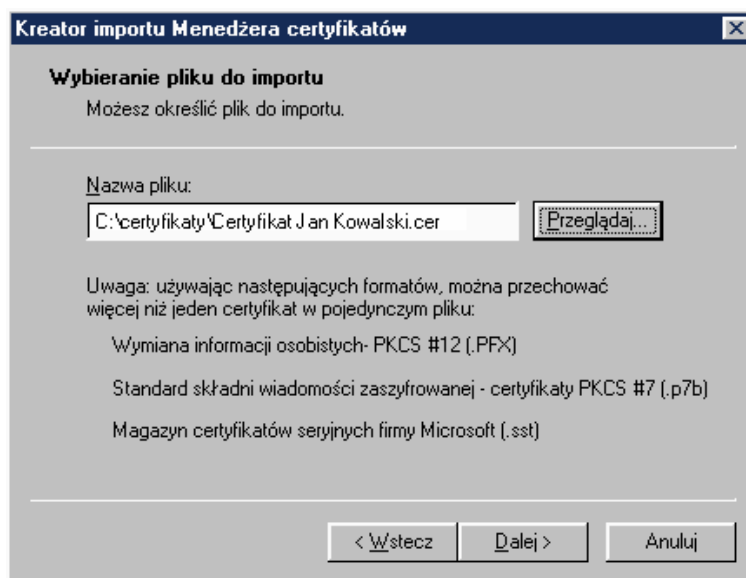 Kreator importu Menedżera certyfikatów
Wybieranie pliku do importu
Możesz określić plik do importu.
Nazwa pliku:
C:\certyfikaty\Certyfikat Jan Kowalski.cer
Przeglądaj...
Uwaga: używając następujących formatów, można przechować
więcej niż jeden certyfikat w pojedynczym pliku:
Wymiana informacji osobistych- PKCS #12 (.PFX)
Standard składni wiadomości zaszyfrowanej - certyfikaty PKCS #7 (.p7b)
Magazyn certyfikatów seryjnych firmy Microsoft (.sst)
< Wstecz
Dalej >
Anuluj